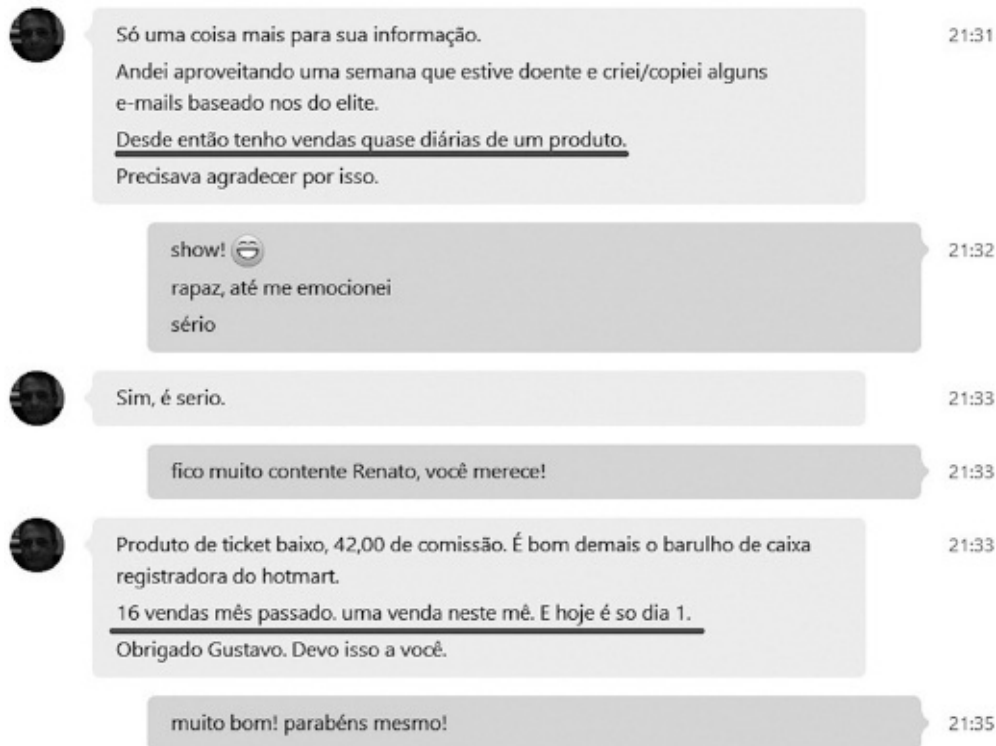 Só uma coisa mais para sua informação.
21:31
Andei aproveitando uma semana que estive doente e criei/copiei alguns
e-mails baseado nos do elite.
Desde então tenho vendas quase diárias de um produto.
Precisava agradecer por isso.
show!
21:32
rapaz, até me emocionei
sério
Sim, é serio.
21:33
fico muito contente Renato, você merece!
21:33
Produto de ticket baixo, 42,00 de comissão. É bom demais o barulho de caixa
21:33
registradora do hotmart.
16 vendas mês passado. uma venda neste mê. E hoje é so dia 1.
Obrigado Gustavo. Devo isso a você.
muito bom! parabéns mesmo!
21:35